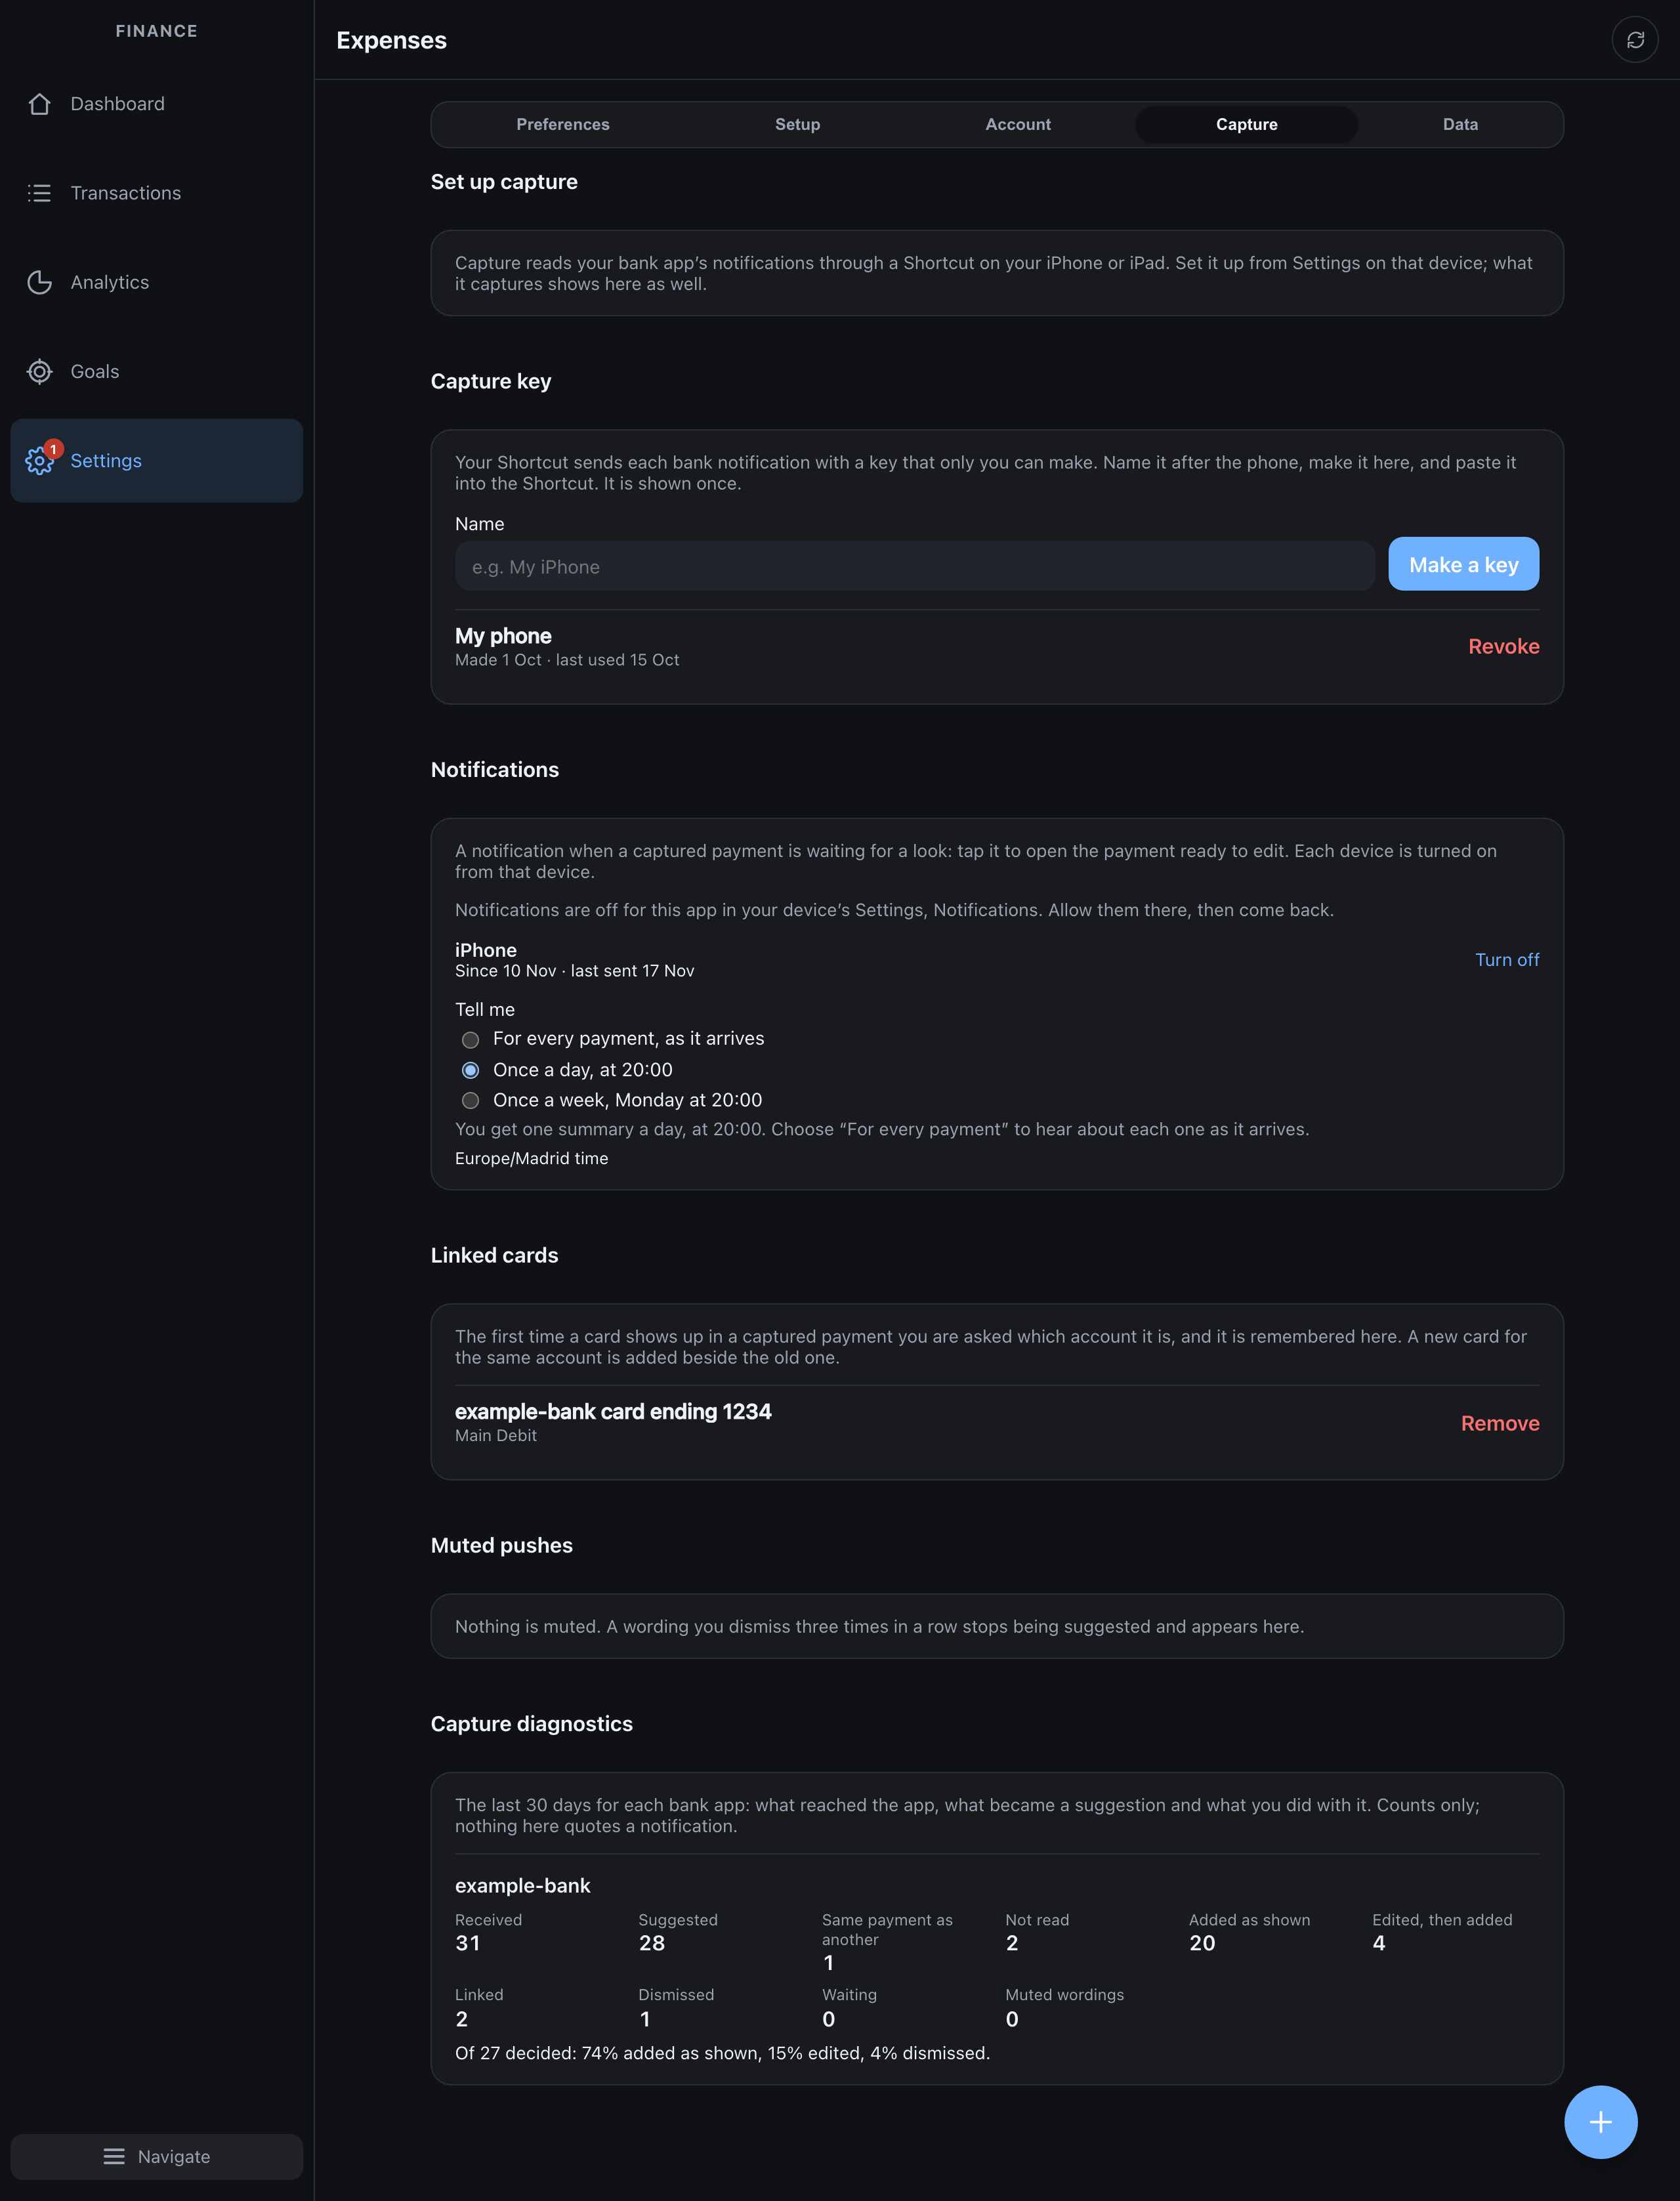 FINANCE
Dashboard
Transactions
Analytics
Goals
1
Settings
Navigate
Expenses
Preferences
Setup
Account
Capture
Data
Set up capture
Capture reads your bank app’s notifications through a Shortcut on your iPhone or iPad. Set it up from Settings on that device; what
it captures shows here as well.
Capture key
Your Shortcut sends each bank notification with a key that only you can make. Name it after the phone, make it here, and paste it
into the Shortcut. It is shown once.
Name
e.g. My iPhone
Make a key
My phone
Made 1 Oct · last used 15 Oct
Revoke
Notifications
A notification when a captured payment is waiting for a look: tap it to open the payment ready to edit. Each device is turned on
from that device.
Notifications are off for this app in your device’s Settings, Notifications. Allow them there, then come back.
iPhone
Since 10 Nov · last sent 17 Nov
Turn off
Tell me
For every payment, as it arrives
Once a day, at 20:00
Once a week, Monday at 20:00
You get one summary a day, at 20:00. Choose “For every payment” to hear about each one as it arrives.
Europe/Madrid time
Linked cards
The first time a card shows up in a captured payment you are asked which account it is, and it is remembered here. A new card for
the same account is added beside the old one.
example-bank card ending 1234
Main Debit
Remove
Muted pushes
Nothing is muted. A wording you dismiss three times in a row stops being suggested and appears here.
Capture diagnostics
The last 30 days for each bank app: what reached the app, what became a suggestion and what you did with it. Counts only;
nothing here quotes a notification.
example-bank
Received
31
Suggested
28
Same payment as
another
1
Not read
2
Added as shown
20
Edited, then added
4
Linked
2
Dismissed
1
Waiting
0
Muted wordings
0
Of 27 decided: 74% added as shown, 15% edited, 4% dismissed.